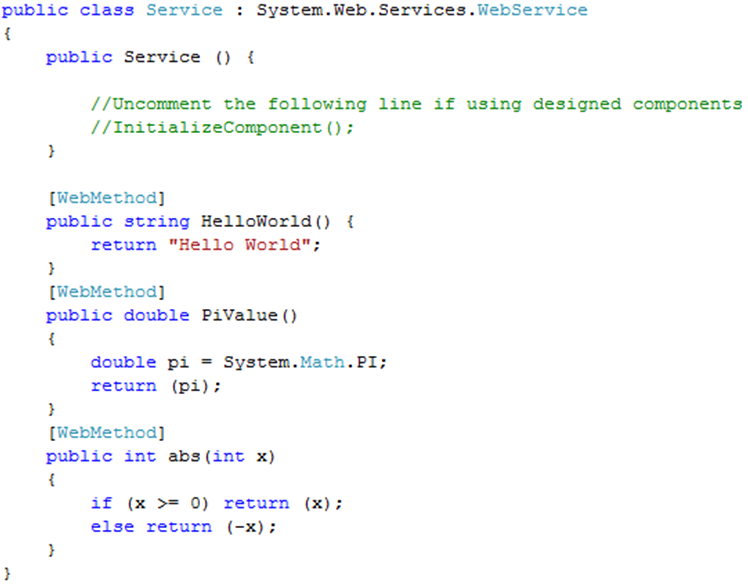 public class Service : System.Web.Services.WebService
{
    public Service () {

        //Uncomment the following line if using designed components
        //InitializeComponent();
    }

    [WebMethod]
    public string HelloWorld() {
        return "Hello World";
    }
    [WebMethod]
    public double PiValue()
    {
        double pi = System.Math.PI;
        return (pi);
    }
    [WebMethod]
    public int abs(int x)
    {
        if (x >= 0) return (x);
        else return (-x);
    }
}